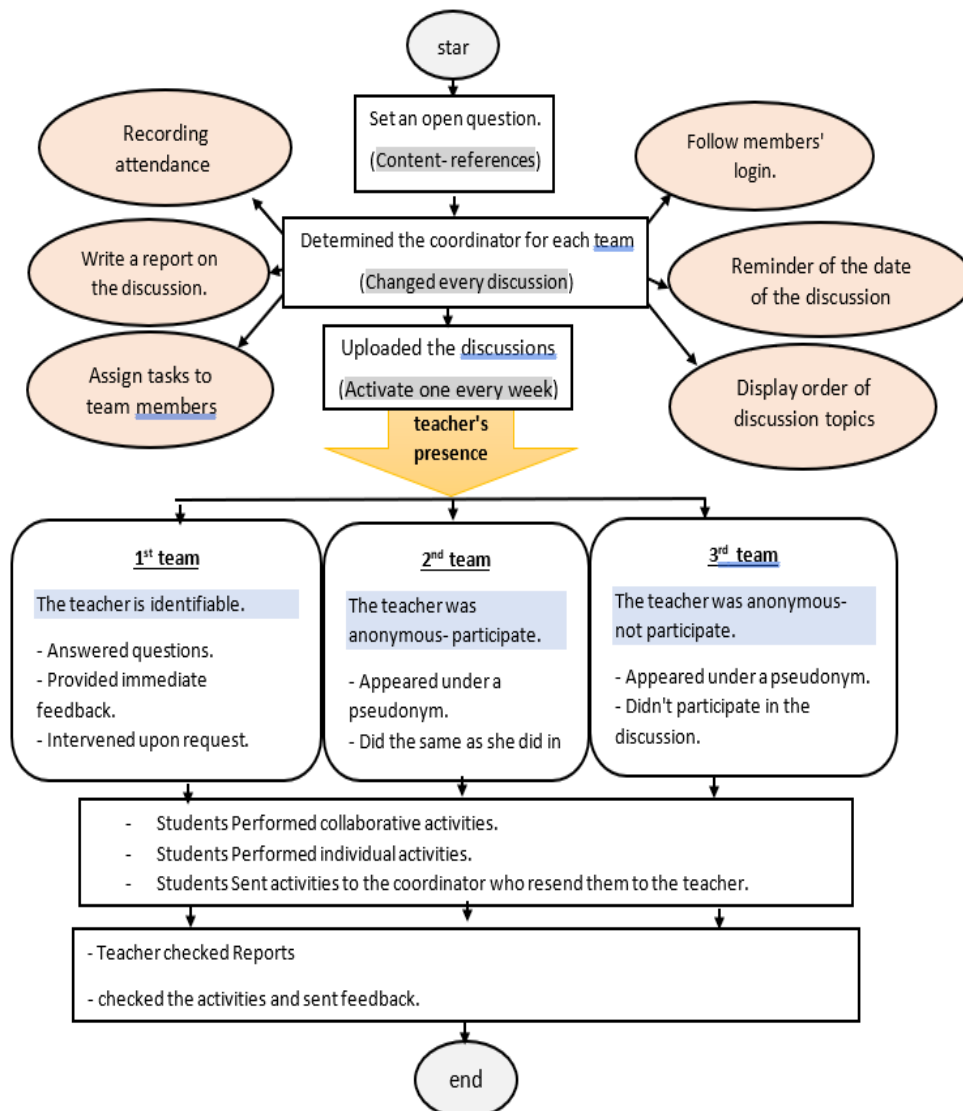 star
Set an open question.
(Content- references)
Recording
attendance
Follow members'
login.
Determined the coordinator for each team
(Changed every discussion)
Write a report on
the discussion.
Reminder of the date
of the discussion
Uploaded the discussions
(Activate one every week)
Assign tasks to
team members
Display order of
discussion topics
teacher's
presence
1st team
The teacher is identifiable.
- Answered questions.
- Provided immediate
feedback.
- Intervened upon request.
2nd team
The teacher was
anonymous- participate.
- Appeared under a
pseudonym.
- Did the same as she did in
3rd team
The teacher was anonymous-
not participate.
- Appeared under a pseudonym.
- Didn't participate in the
discussion.
- Students Performed collaborative activities.
- Students Performed individual activities.
- Students Sent activities to the coordinator who resend them to the teacher.
- Teacher checked Reports
- checked the activities and sent feedback.
end